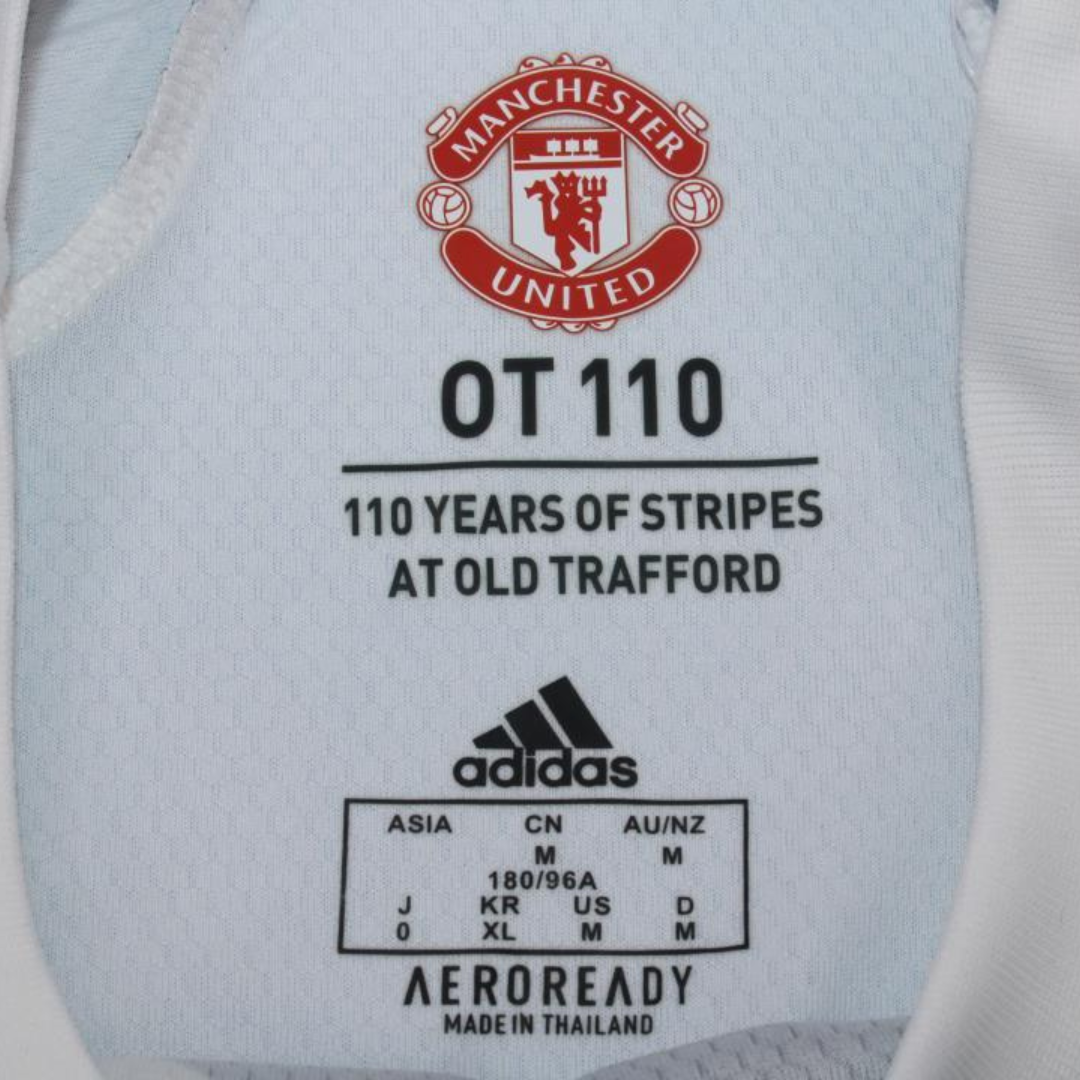 MANCHESTER
UNITED
OT 110
110 YEARS OF STRIPES
AT OLD TRAFFORD
adidas
ASIA CN AU/NZ
M M
180/96A
J KR US D
0 XL M M
AEROREADY
MADE IN THAILAND